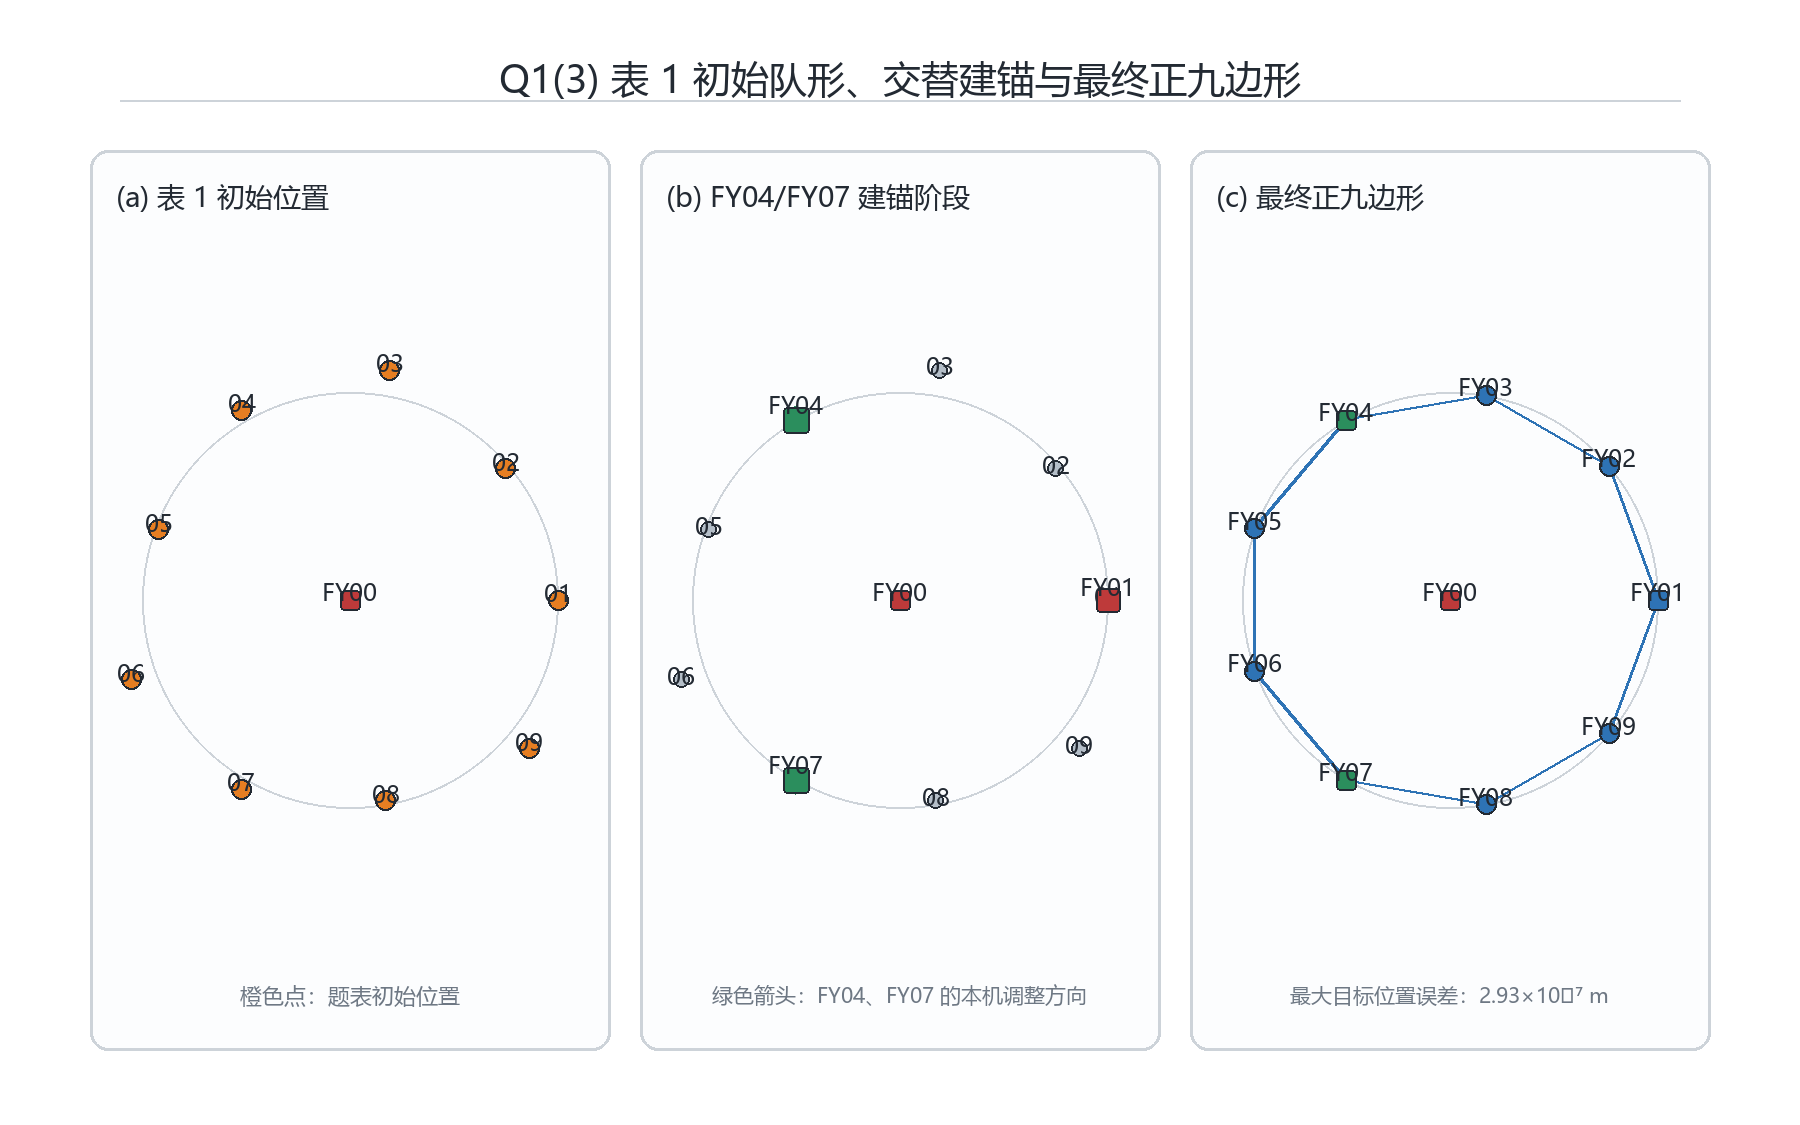 Q1(3) 表 1 初始队形、交替建锚与最终正九边形
(a) 表 1 初始位置
03
04
02
05
FY00
01
06
09
07
08
橙色点：题表初始位置
(b) FY04/FY07 建锚阶段
03
FY04
02
05
FY00
FY01
06
09
FY07
08
绿色箭头：FY04、FY07 的本机调整方向
(c) 最终正九边形
FY03
FY04
FY02
FY05
FY00
FY01
FY06
FY09
FY07
FY08
最大目标位置误差：2.93×10□⁷ m